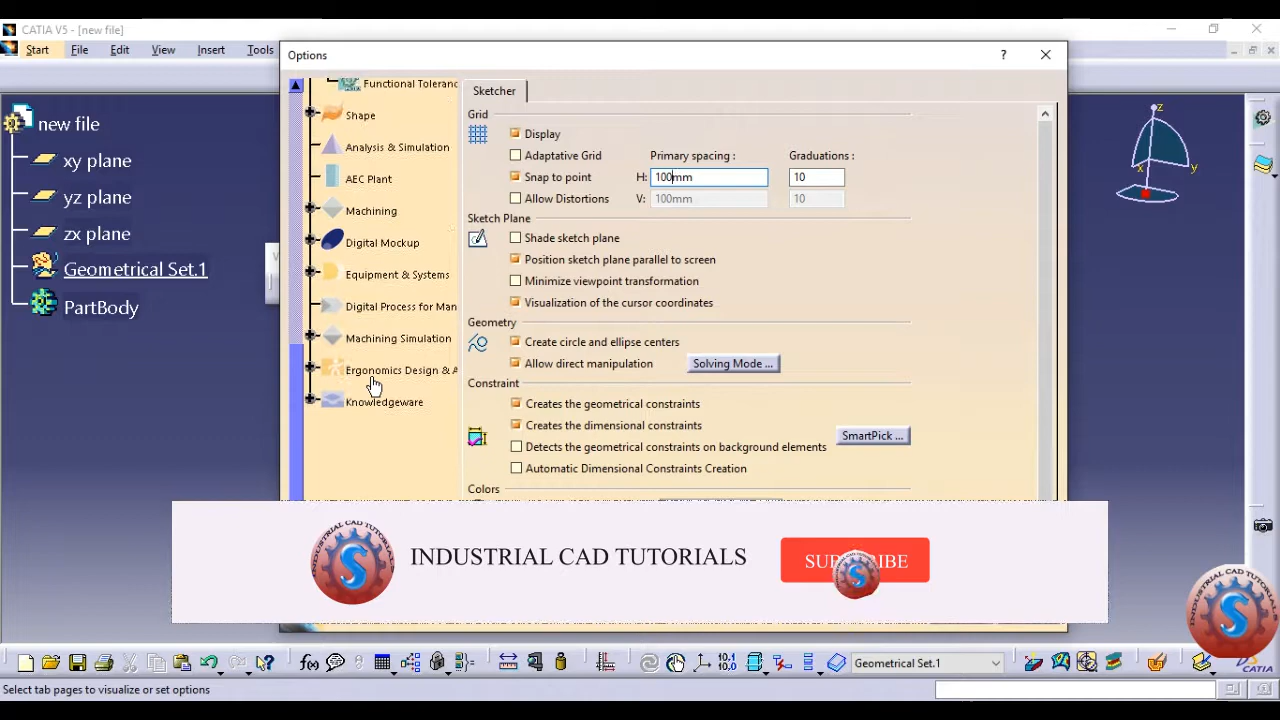 CATIA V5 - [new file]
Start File Edit View Insert Tools
Options
?
new file
xy plane
yz plane
zx plane
Geometrical Set.1
PartBody
Functional Toleranc
Shape
Analysis & Simulation
AEC Plant
Machining
Digital Mockup
Equipment & Systems
Digital Process for Man
Machining Simulation
Ergonomics Design & A
Knowledgeware
Sketcher
Grid
Display
Adaptive Grid Primary spacing : Graduations :
Snap to point H: 100mm 10
Allow Distortions V: 100mm 10
Sketch Plane
Shade sketch plane
Position sketch plane parallel to screen
Minimize viewpoint transformation
Visualization of the cursor coordinates
Geometry
Create circle and ellipse centers
Allow direct manipulation Solving Mode ...
Constraint
Creates the geometrical constraints
Creates the dimensional constraints
SmartPick ...
Detects the geometrical constraints on background elements
Automatic Dimensional Constraints Creation
Colors
z
x
y
INDUSTRIAL CAD TUTORIALS
f(x)
10.1
10,0
Geometrical Set.1
CATIA
Select tab pages to visualize or set options